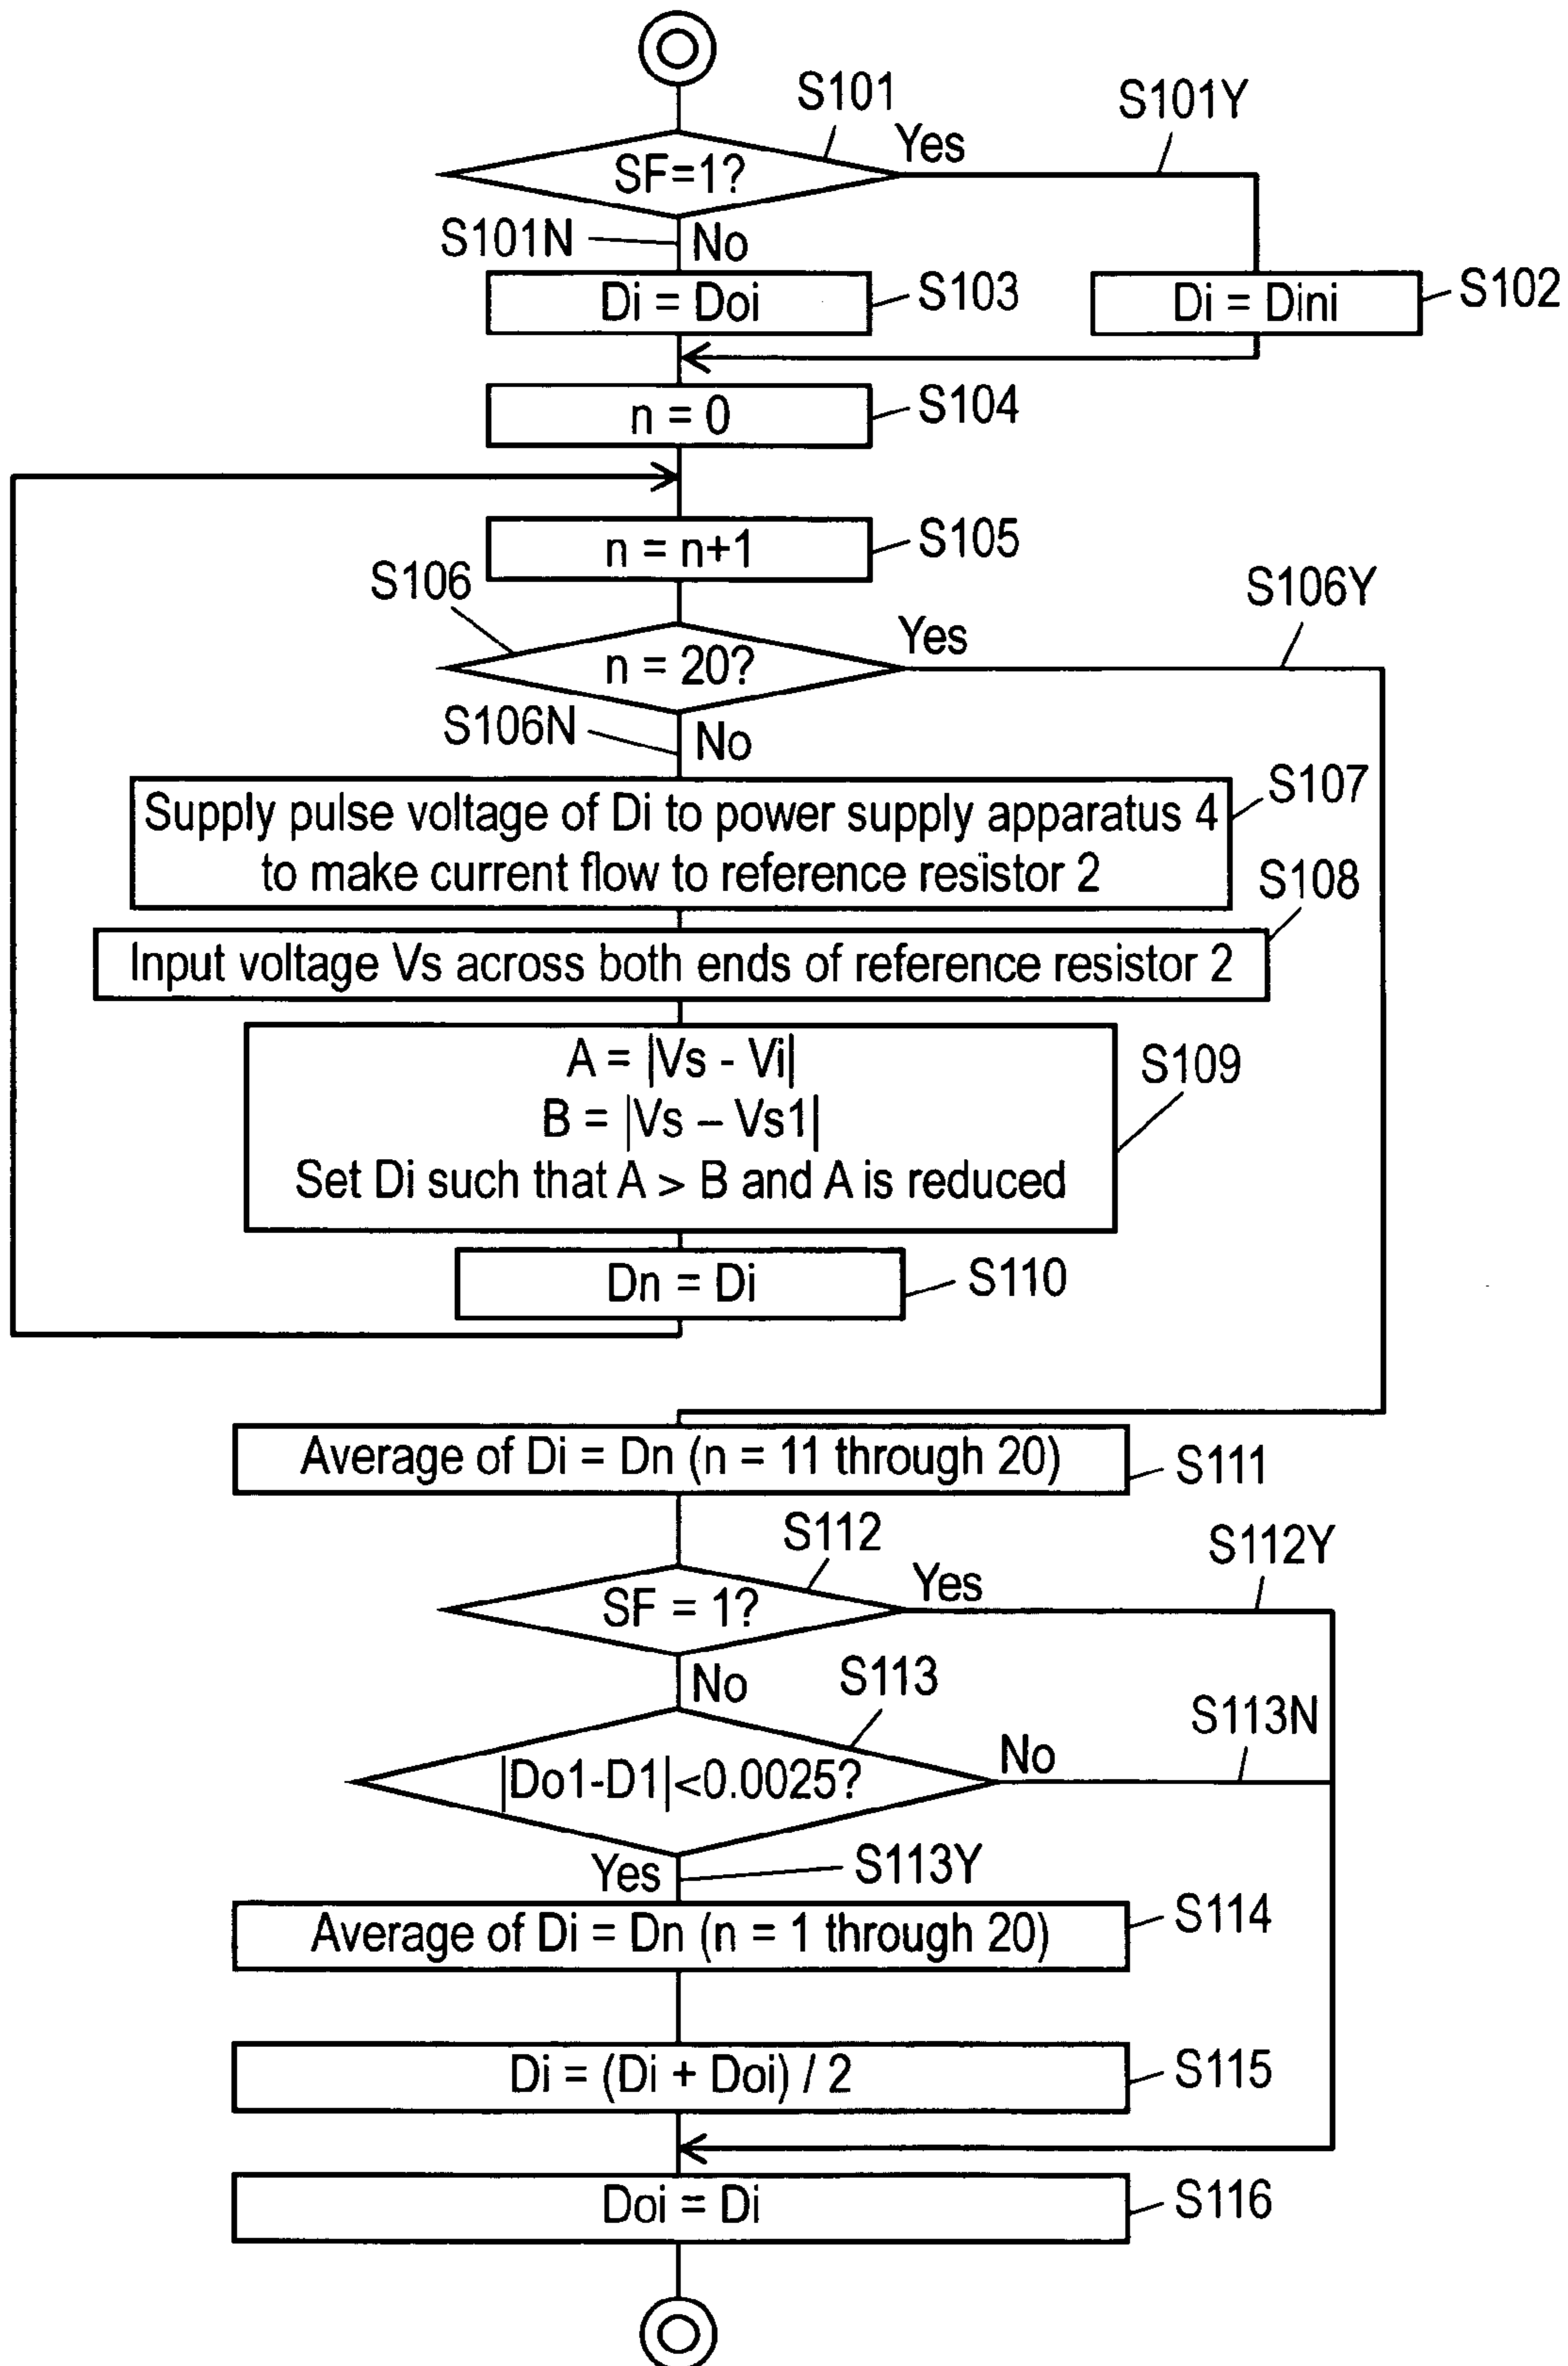 S101
S101Y
Yes
SF=1?
S101N
No
Di = Doi
S103
Di = Dini
S102
n = 0
S104
n = n+1
S105
S106
S106Y
Yes
n = 20?
S106N
No
S107
Supply pulse voltage of Di to power supply apparatus 4
to make current flow to reference resistor 2
S108
Input voltage Vs across both ends of reference resistor 2
A = |Vs - Vi|
B = |Vs – Vs1|
Set Di such that A > B and A is reduced
S109
Dn = Di
S110
Average of Di = Dn (n = 11 through 20)
S111
S112
S112Y
Yes
SF = 1?
No
S113
S113N
No
|Do1-D1|<0.0025?
Yes
S113Y
Average of Di = Dn (n = 1 through 20)
S114
Di = (Di + Doi) / 2
S115
Doi = Di
S116